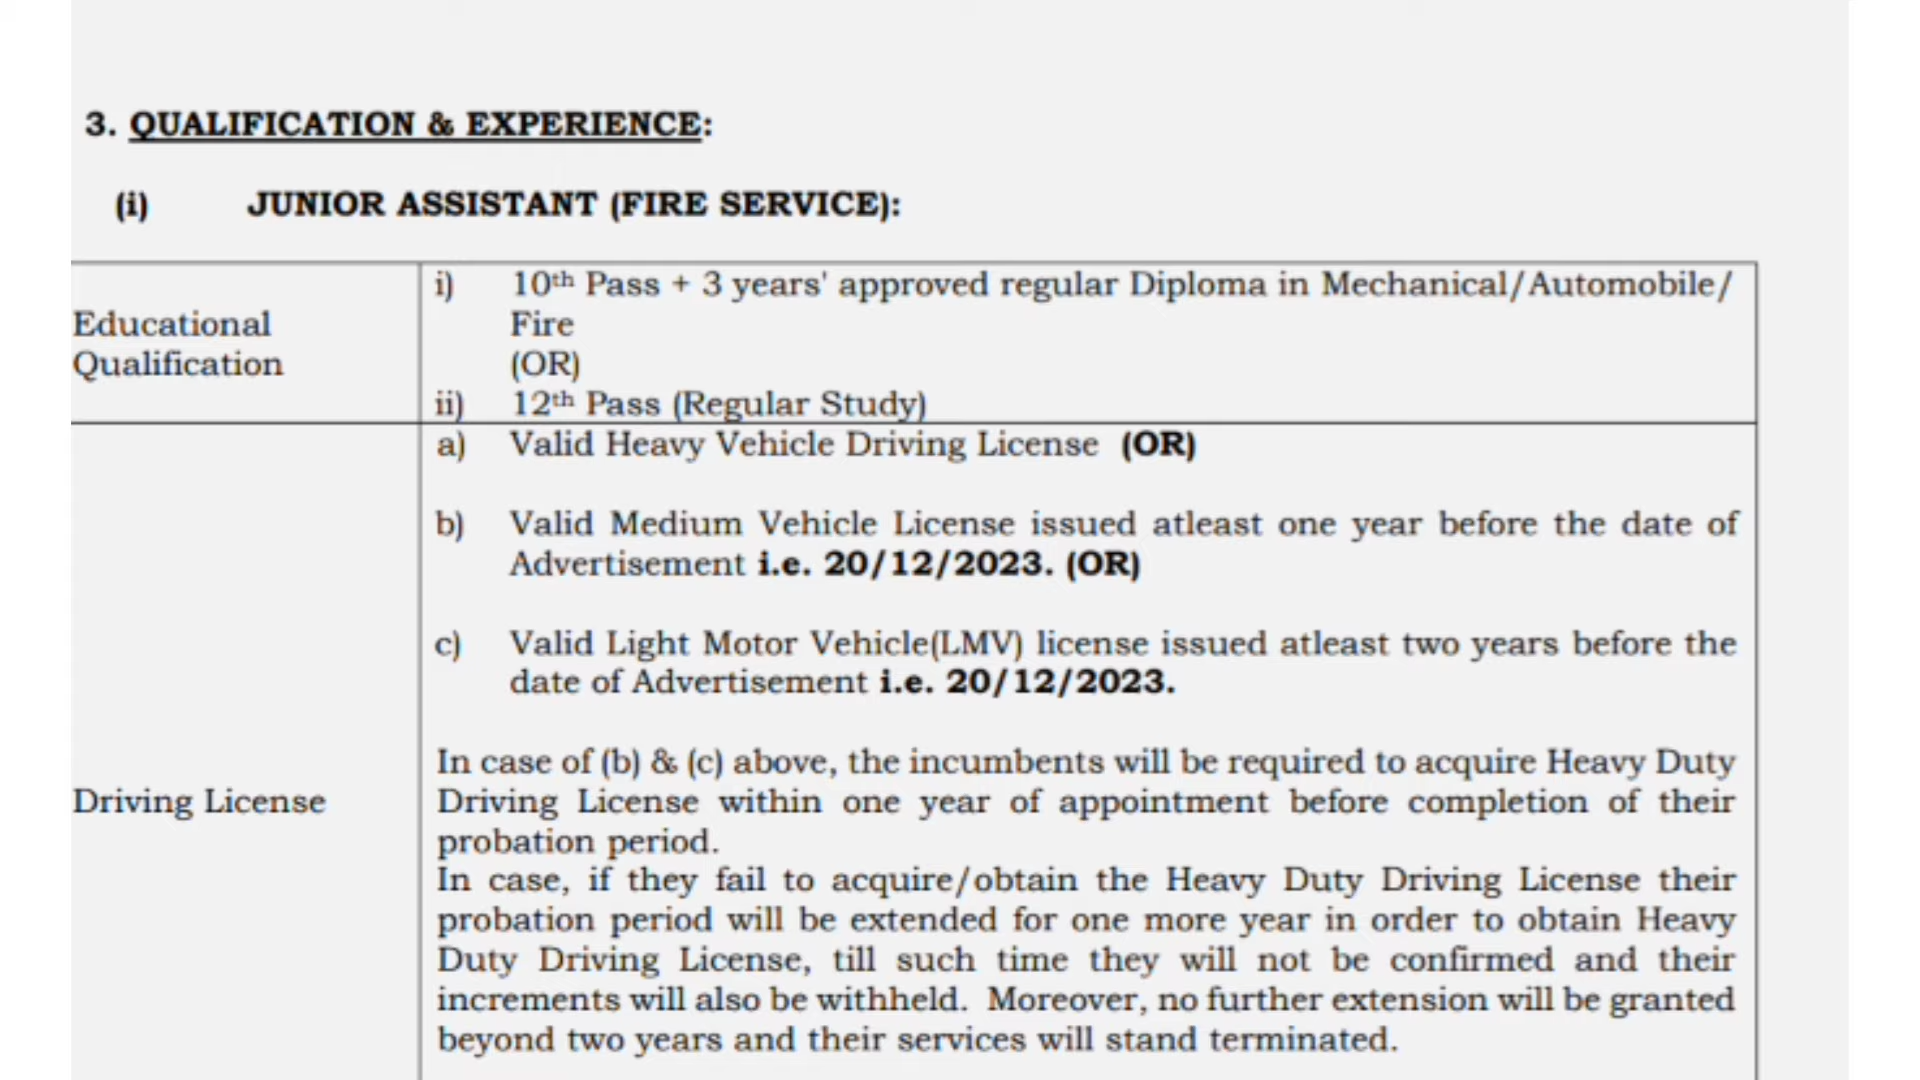 3. QUALIFICATION & EXPERIENCE:
(i) JUNIOR ASSISTANT (FIRE SERVICE):
Educational
Qualification
i) 10th Pass + 3 years' approved regular Diploma in Mechanical/Automobile/
Fire
(OR)
ii) 12th Pass (Regular Study)
Driving License
a) Valid Heavy Vehicle Driving License (OR)
b) Valid Medium Vehicle License issued atleast one year before the date of
Advertisement i.e. 20/12/2023. (OR)
c) Valid Light Motor Vehicle(LMV) license issued atleast two years before the
date of Advertisement i.e. 20/12/2023.
In case of (b) & (c) above, the incumbents will be required to acquire Heavy Duty
Driving License within one year of appointment before completion of their
probation period.
In case, if they fail to acquire/obtain the Heavy Duty Driving License their
probation period will be extended for one more year in order to obtain Heavy
Duty Driving License, till such time they will not be confirmed and their
increments will also be withheld. Moreover, no further extension will be granted
beyond two years and their services will stand terminated.